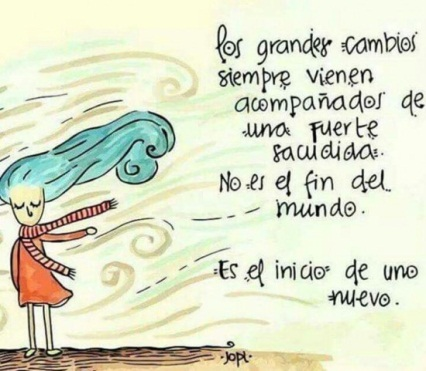 los grandes cambios
siempre vienen
acompañados de
una fuerte
sacudida.
No es el fin del
mundo.
Es el inicio de uno
nuevo.
.jopi.